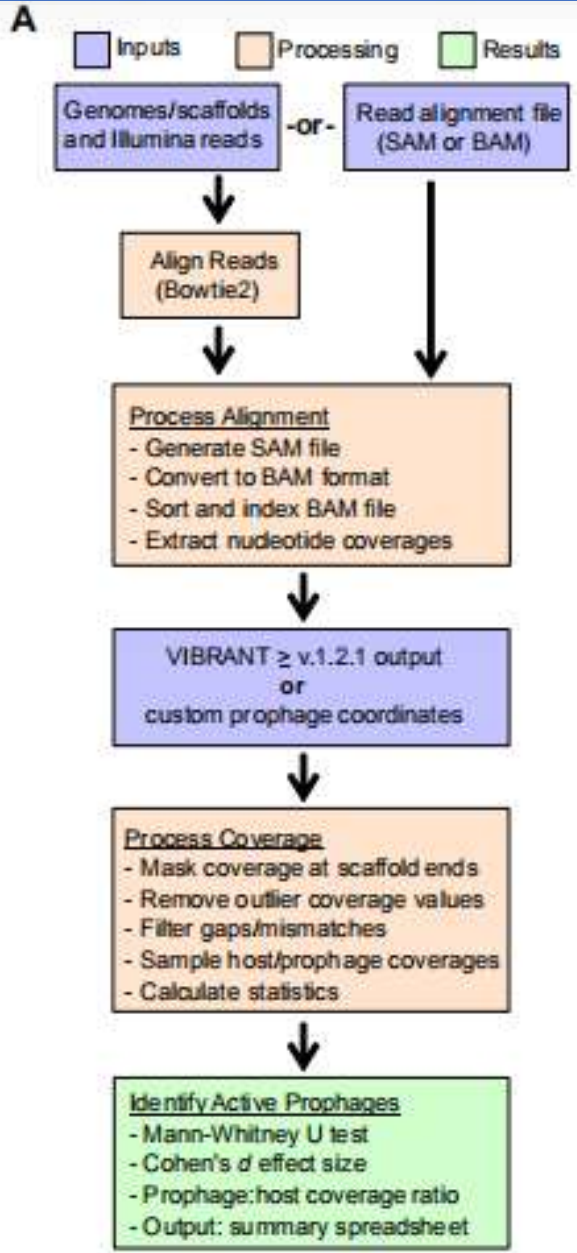 A
Inputs Processing Results
Genomes/scaffolds
and Illumina reads
-or-
Read alignment file
(SAM or BAM)
Align Reads
(Bowtie2)
Process Alignment
- Generate SAM file
- Convert to BAM format
- Sort and index BAM file
- Extract nucleotide coverages
VIBRANT ≥ v.1.2.1 output
or
custom prophage coordinates
Process Coverage
- Mask coverage at scaffold ends
- Remove outlier coverage values
- Filter gaps/mismatches
- Sample host/prophage coverages
- Calculate statistics
Identify Active Prophages
- Mann-Whitney U test
- Cohen's d effect size
- Prophage:host coverage ratio
- Output: summary spreadsheet